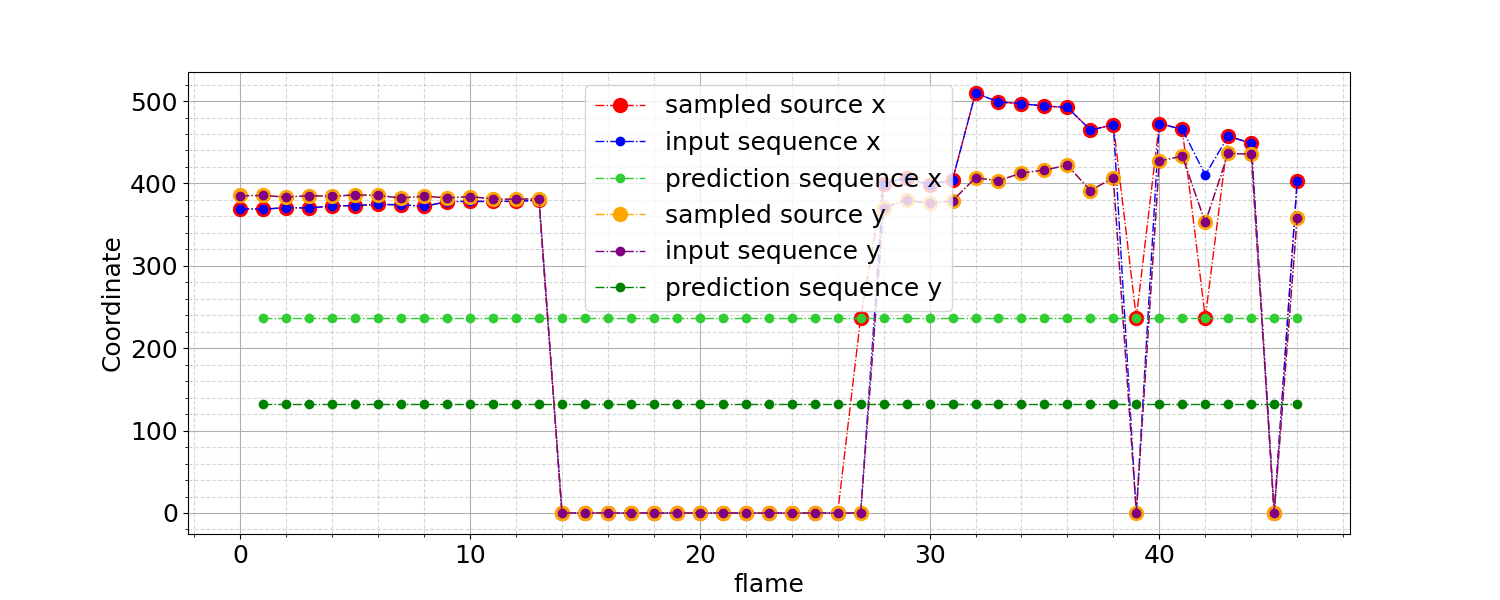 500
400
300
200
100
0
Coordinate
sampled source x
input sequence x
prediction sequence x
sampled source y
input sequence y
prediction sequence y
0 10 20 30 40
flame